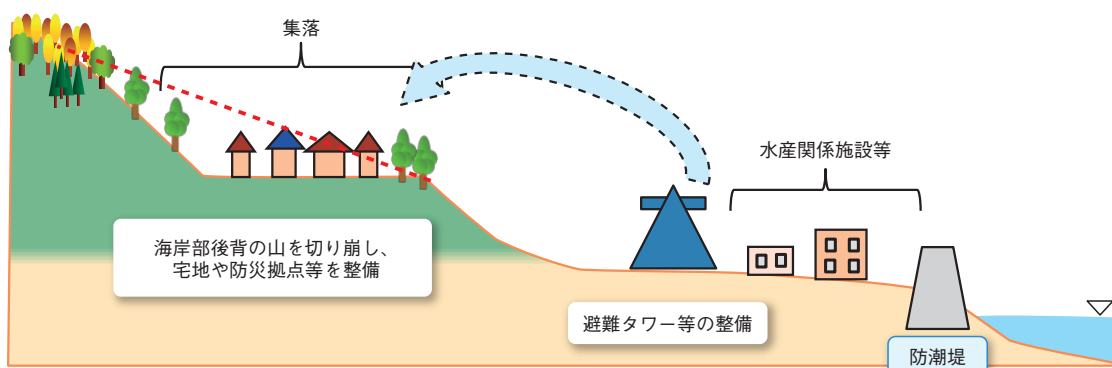 集落
水産関係施設等
海岸部後背の山を切り崩し、
宅地や防災拠点等を整備
避難タワー等の整備
防潮堤